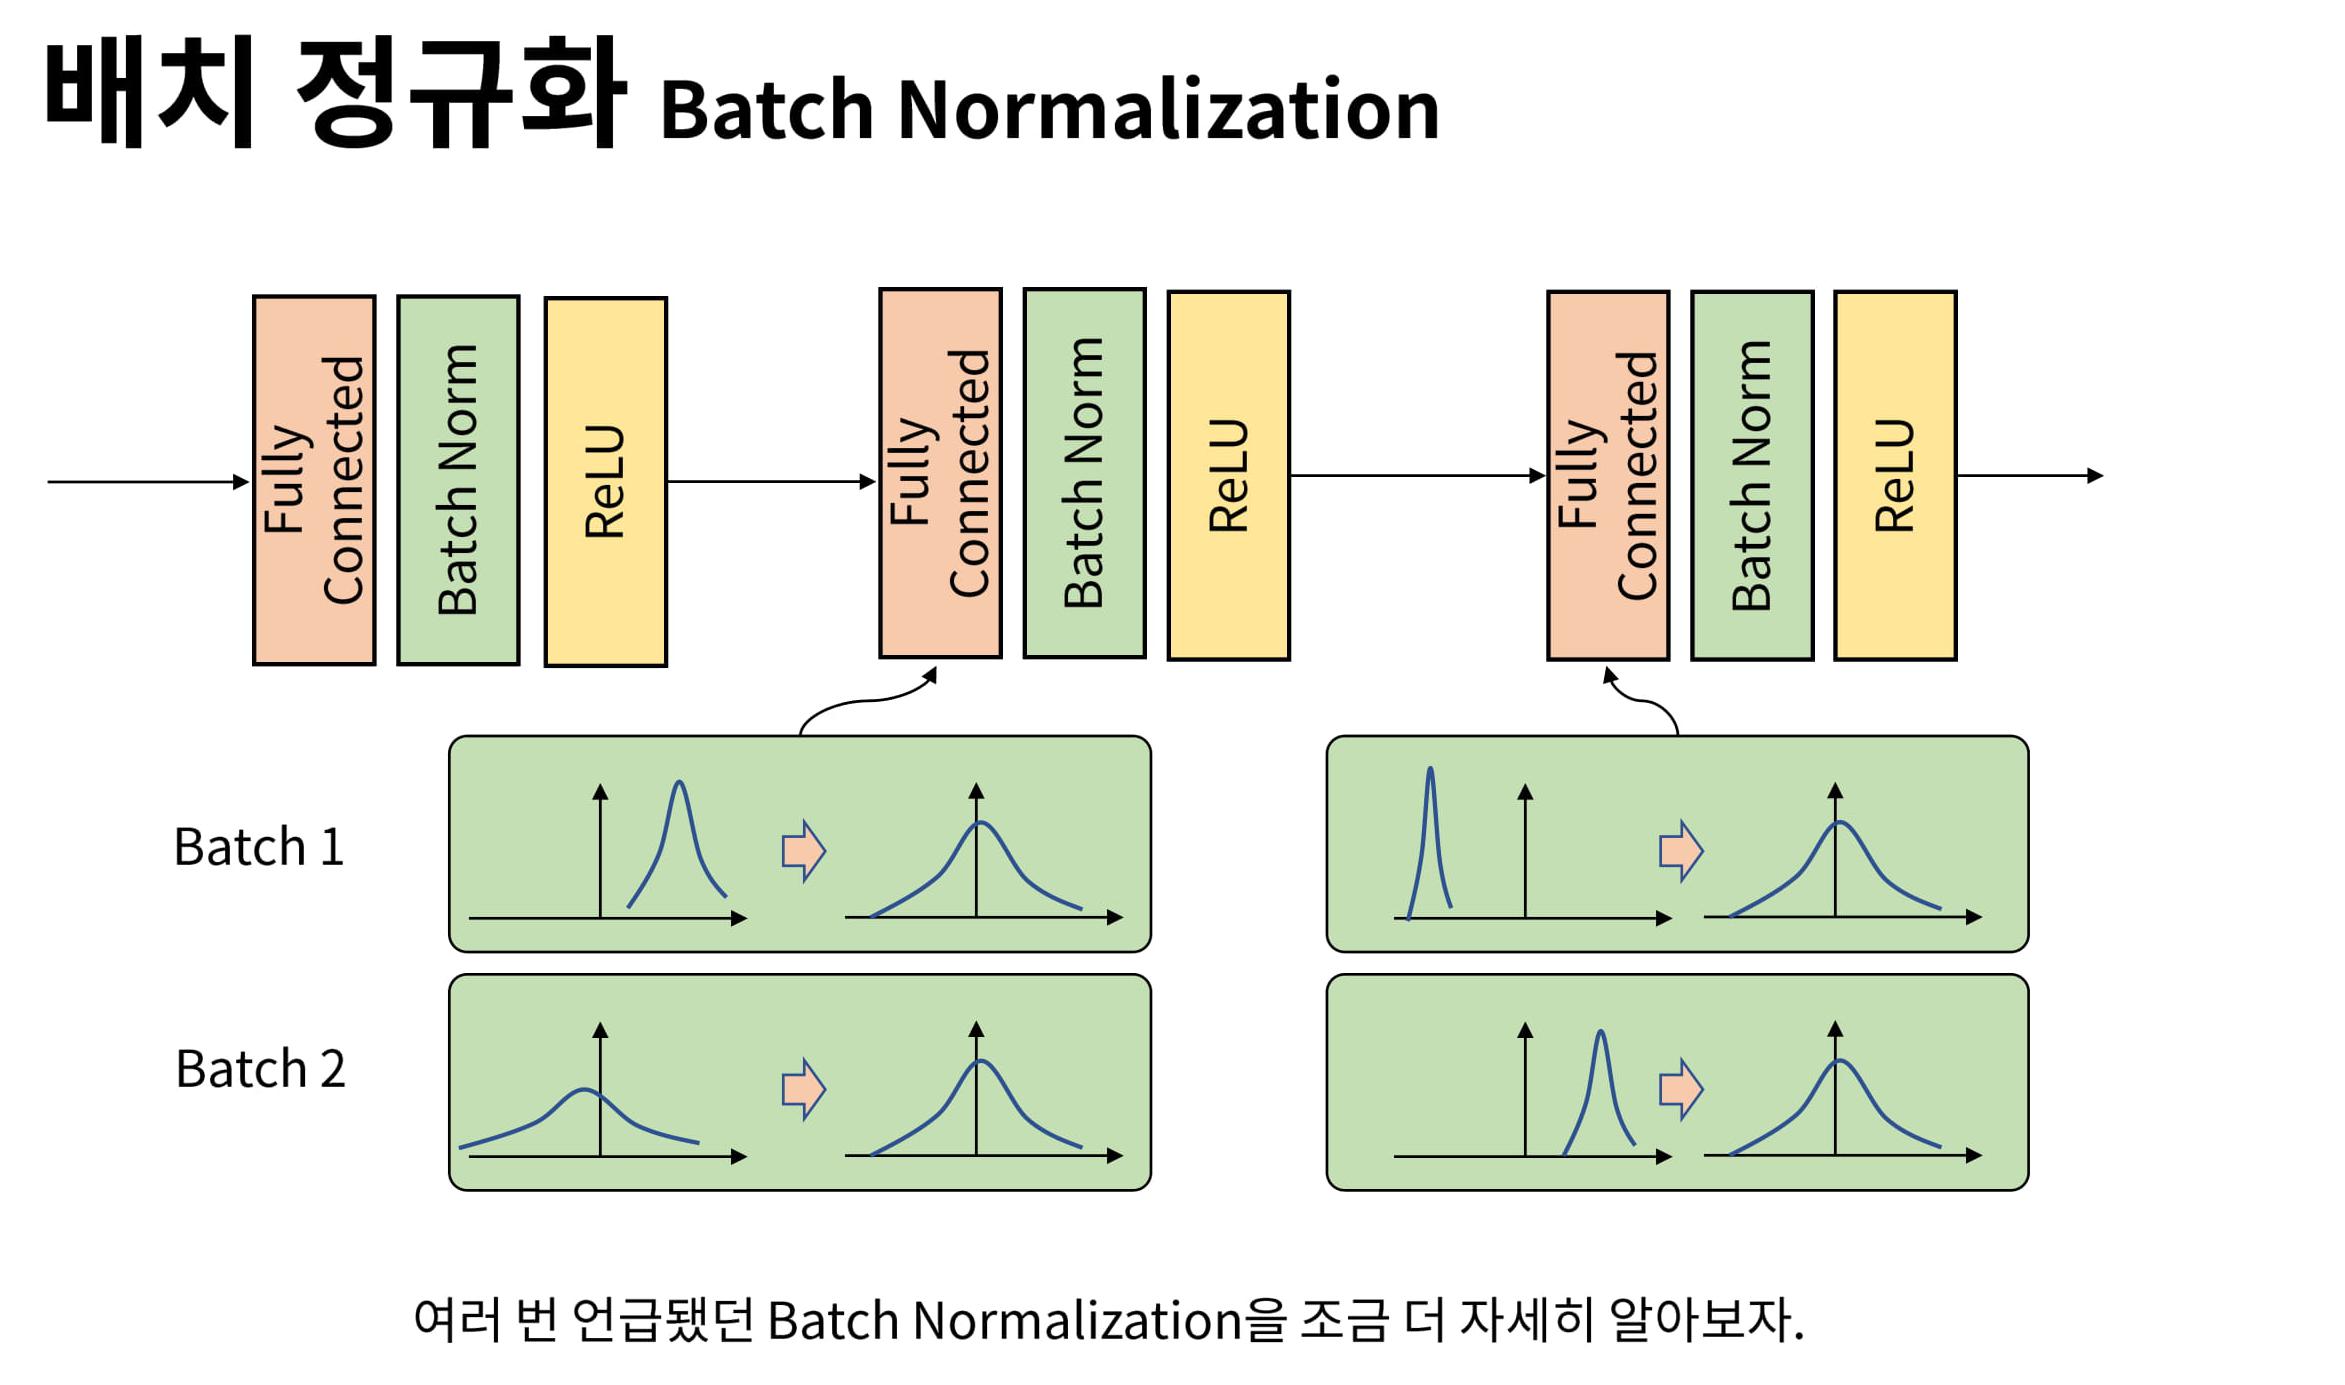 배치 정규화 Batch Normalization
Fully
Connected
Batch Norm
ReLU
Fully
Connected
Batch Norm
ReLU
Fully
Connected
Batch Norm
ReLU
Batch 1
Batch 2
여러 번 언급됐던 Batch Normalization을 조금 더 자세히 알아보자.